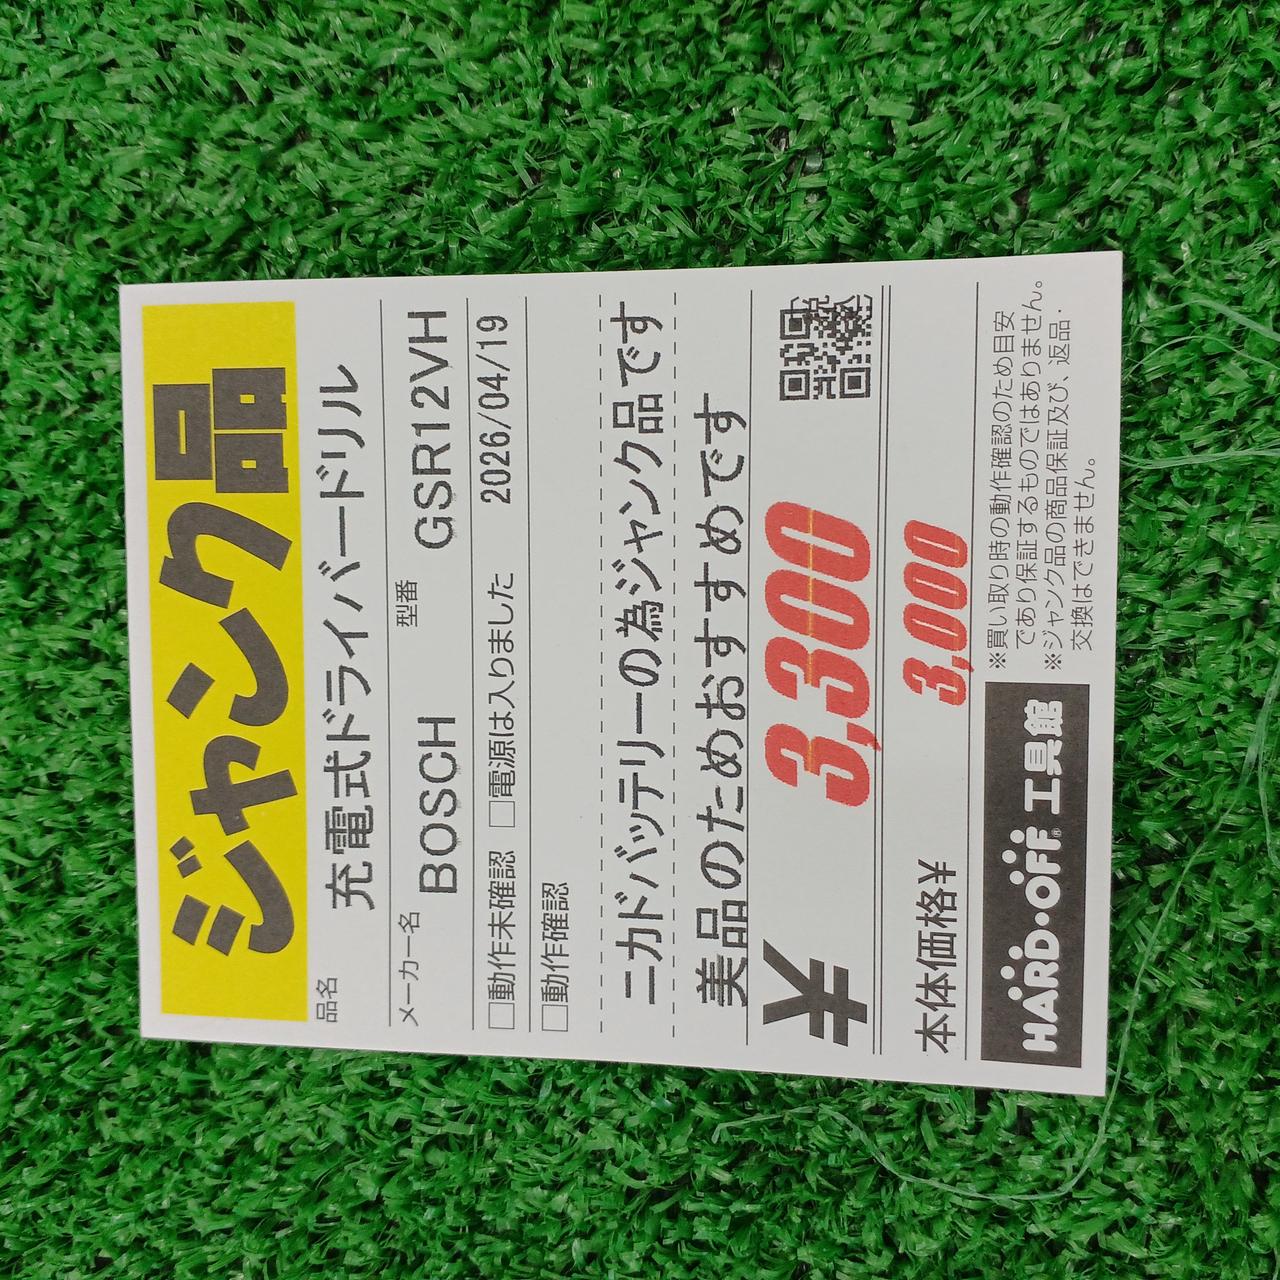 ジャンク品
品名
充電式ドライバードリル
メーカー名 BOSCH 型番 GSR12VH
□動作未確認 □電源は入りました 2026/04/19
□動作確認
ニカドバッテリーの為ジャンク品です
美品のためおすすめです
¥ 3,300 (税込)
本体価格¥ 3,000
HARD・OFF® 工具館
※買い取り時の動作確認のため目安
であり保証するものではありません。
※ジャンク品の商品保証及び、返品・
交換はできません。